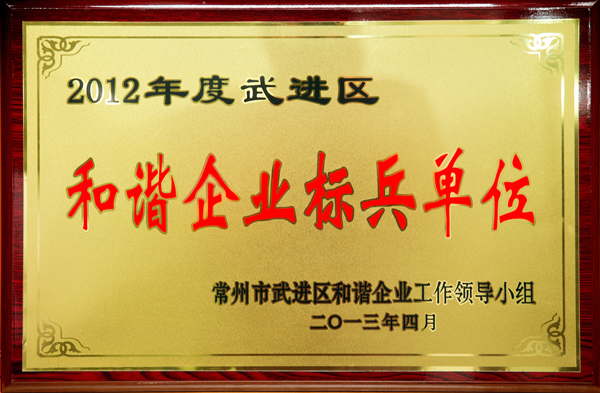 2012年度武进区
和谐企业标兵单位
常州市武进区和谐企业工作领导小组
二〇一三年四月